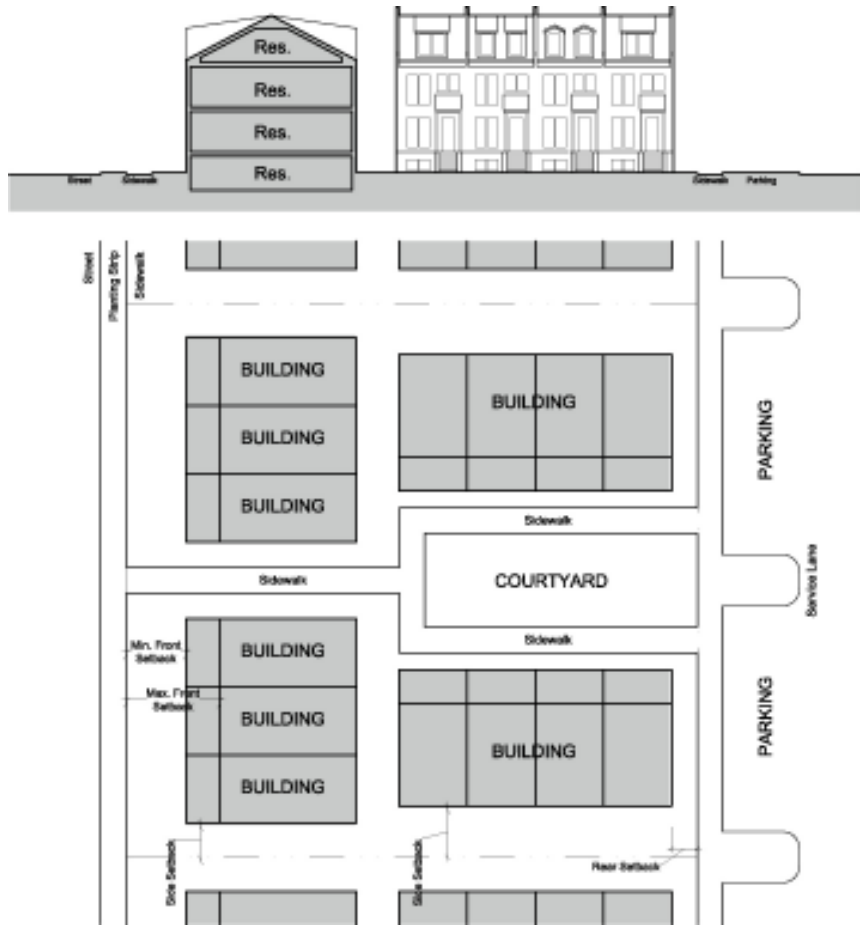 Res.
Res.
Res.
Res.
Street
Sidewalk
Sidewalk
Parking
Street
Planting Strip
Sidewalk
BUILDING
BUILDING
BUILDING
BUILDING
PARKING
Sidewalk
Sidewalk
COURTYARD
Service Lane
Sidewalk
Min. Front
Setback
BUILDING
Max. Front
Setback
BUILDING
BUILDING
BUILDING
PARKING
Side Setback
Side Setback
Rear Setback